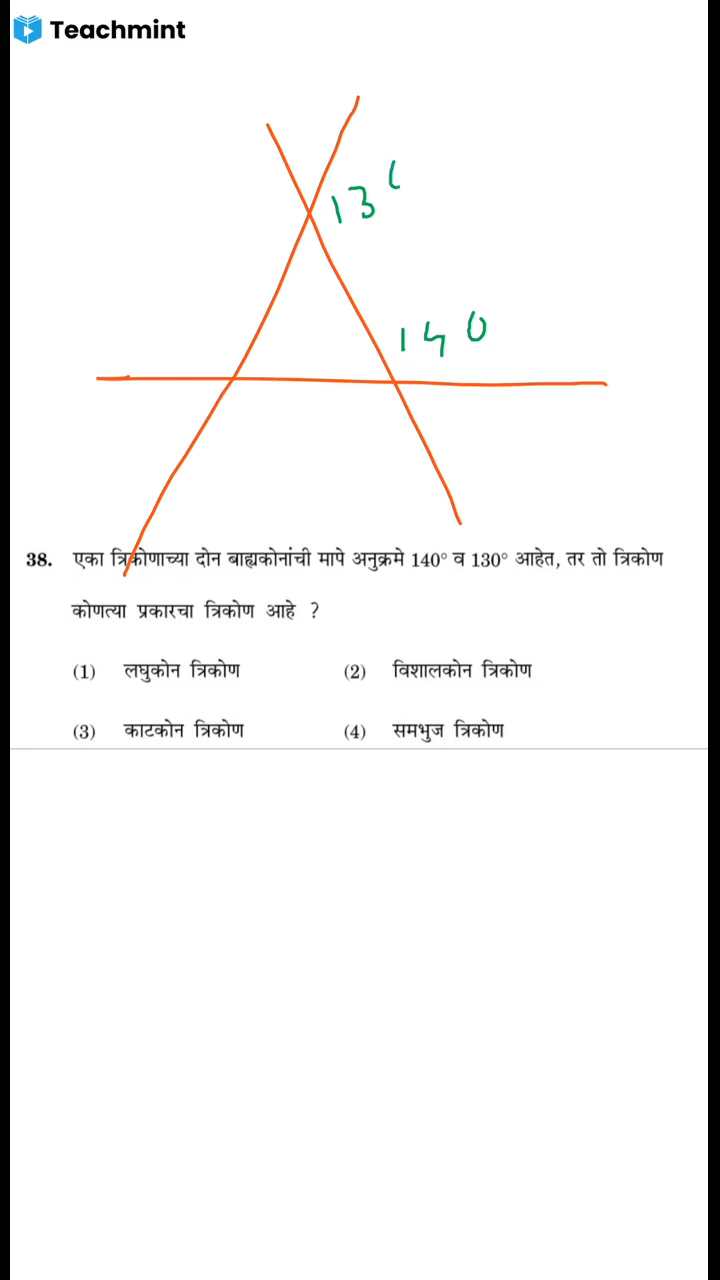 Teachmint
130
140
38. एका त्रिकोणाच्या दोन बाह्यकोनांची मापे अनुक्रमे 140° व 130° आहेत, तर तो त्रिकोण
कोणत्या प्रकारचा त्रिकोण आहे ?
(1) लघुकोन त्रिकोण (2) विशालकोन त्रिकोण
(3) काटकोन त्रिकोण (4) समभुज त्रिकोण